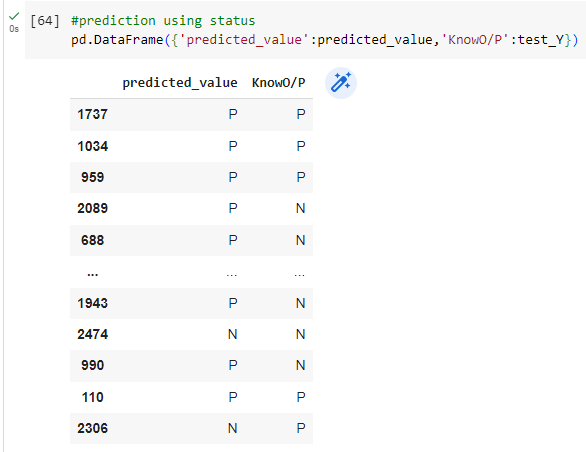 [64] #prediction using status
0s pd.DataFrame({'predicted_value':predicted_value,'KnowO/P':test_Y})
predicted_value KnowO/P
1737 P P
1034 P P
959 P P
2089 P N
688 P N
... ... ...
1943 P N
2474 N N
990 P N
110 P P
2306 N P